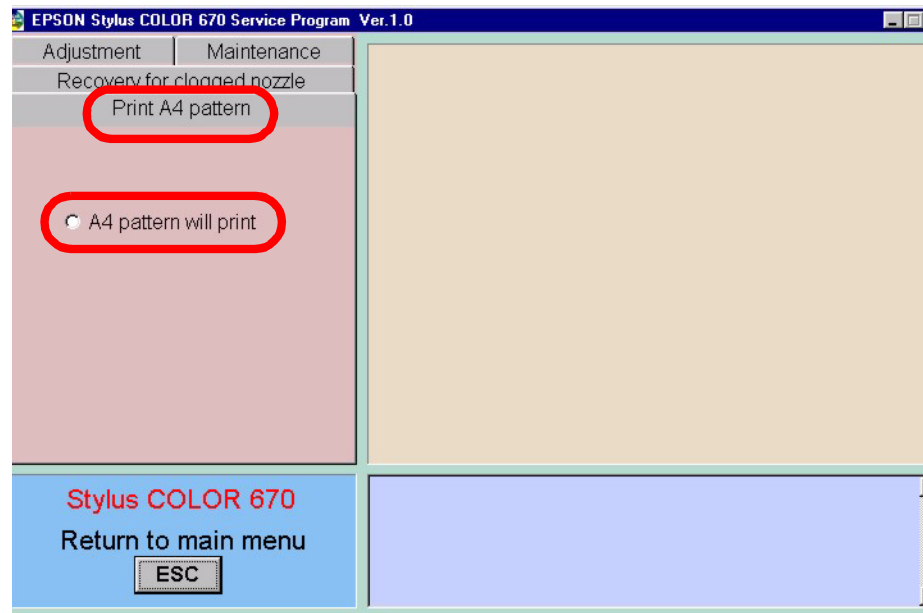 EPSON Stylus COLOR 670 Service Program Ver.1.0
Adjustment Maintenance
Recovery for clogged nozzle
Print A4 pattern
A4 pattern will print
Stylus COLOR 670
Return to main menu
ESC